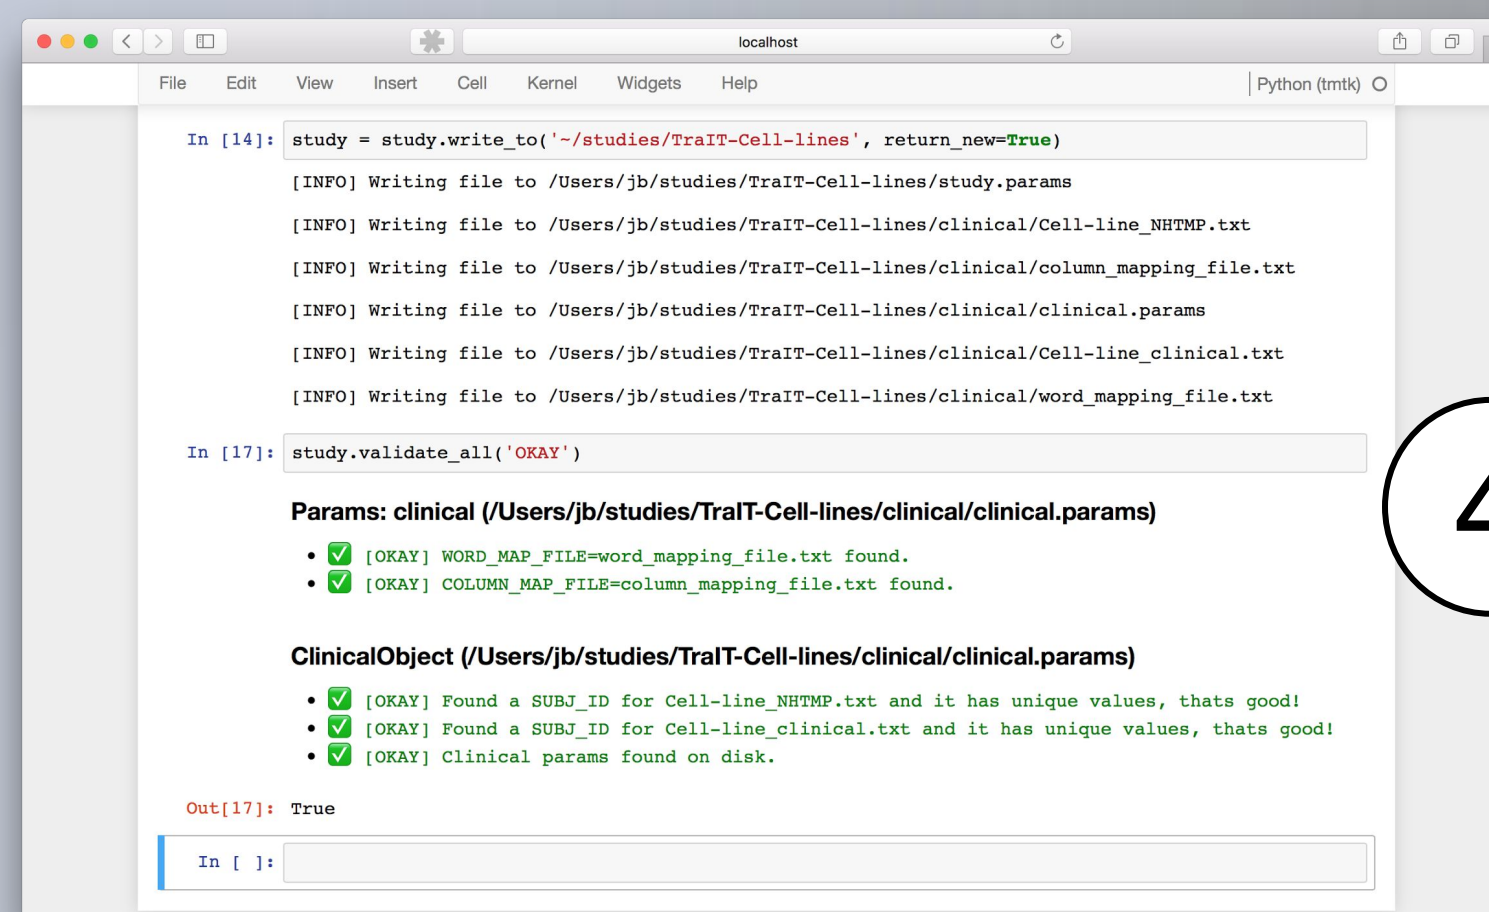 localhost
File Edit View Insert Cell Kernel Widgets Help Python (tmtk)
In [14]: study = study.write_to('~/studies/TraIT-Cell-lines', return_new=True)
[INFO] Writing file to /Users/jb/studies/TraIT-Cell-lines/study.params
[INFO] Writing file to /Users/jb/studies/TraIT-Cell-lines/clinical/Cell-line_NHTMP.txt
[INFO] Writing file to /Users/jb/studies/TraIT-Cell-lines/clinical/column_mapping_file.txt
[INFO] Writing file to /Users/jb/studies/TraIT-Cell-lines/clinical/clinical.params
[INFO] Writing file to /Users/jb/studies/TraIT-Cell-lines/clinical/Cell-line_clinical.txt
[INFO] Writing file to /Users/jb/studies/TraIT-Cell-lines/clinical/word_mapping_file.txt
In [17]: study.validate_all('OKAY')
Params: clinical (/Users/jb/studies/TraIT-Cell-lines/clinical/clinical.params)
• ✅ [OKAY] WORD_MAP_FILE=word_mapping_file.txt found.
• ✅ [OKAY] COLUMN_MAP_FILE=column_mapping_file.txt found.
ClinicalObject (/Users/jb/studies/TraIT-Cell-lines/clinical/clinical.params)
• ✅ [OKAY] Found a SUBJ_ID for Cell-line_NHTMP.txt and it has unique values, thats good!
• ✅ [OKAY] Found a SUBJ_ID for Cell-line_clinical.txt and it has unique values, thats good!
• ✅ [OKAY] Clinical params found on disk.
Out[17]: True
In [ ]: